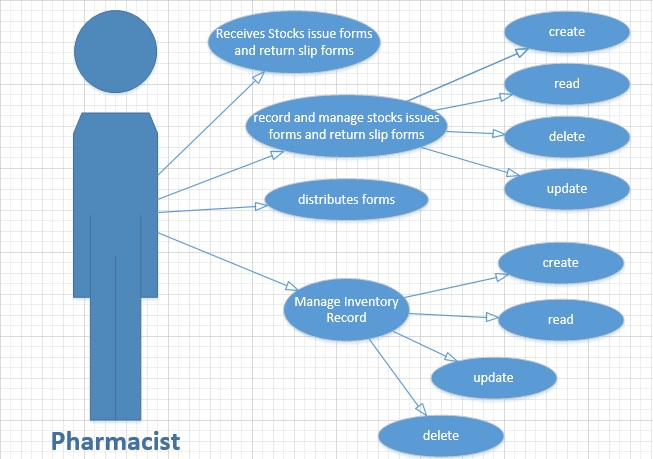 Receives Stocks issue forms
and return slip forms
create
read
record and manage stocks issues
forms and return slip forms
delete
update
distributes forms
create
Manage Inventory
Record
read
update
delete
Pharmacist